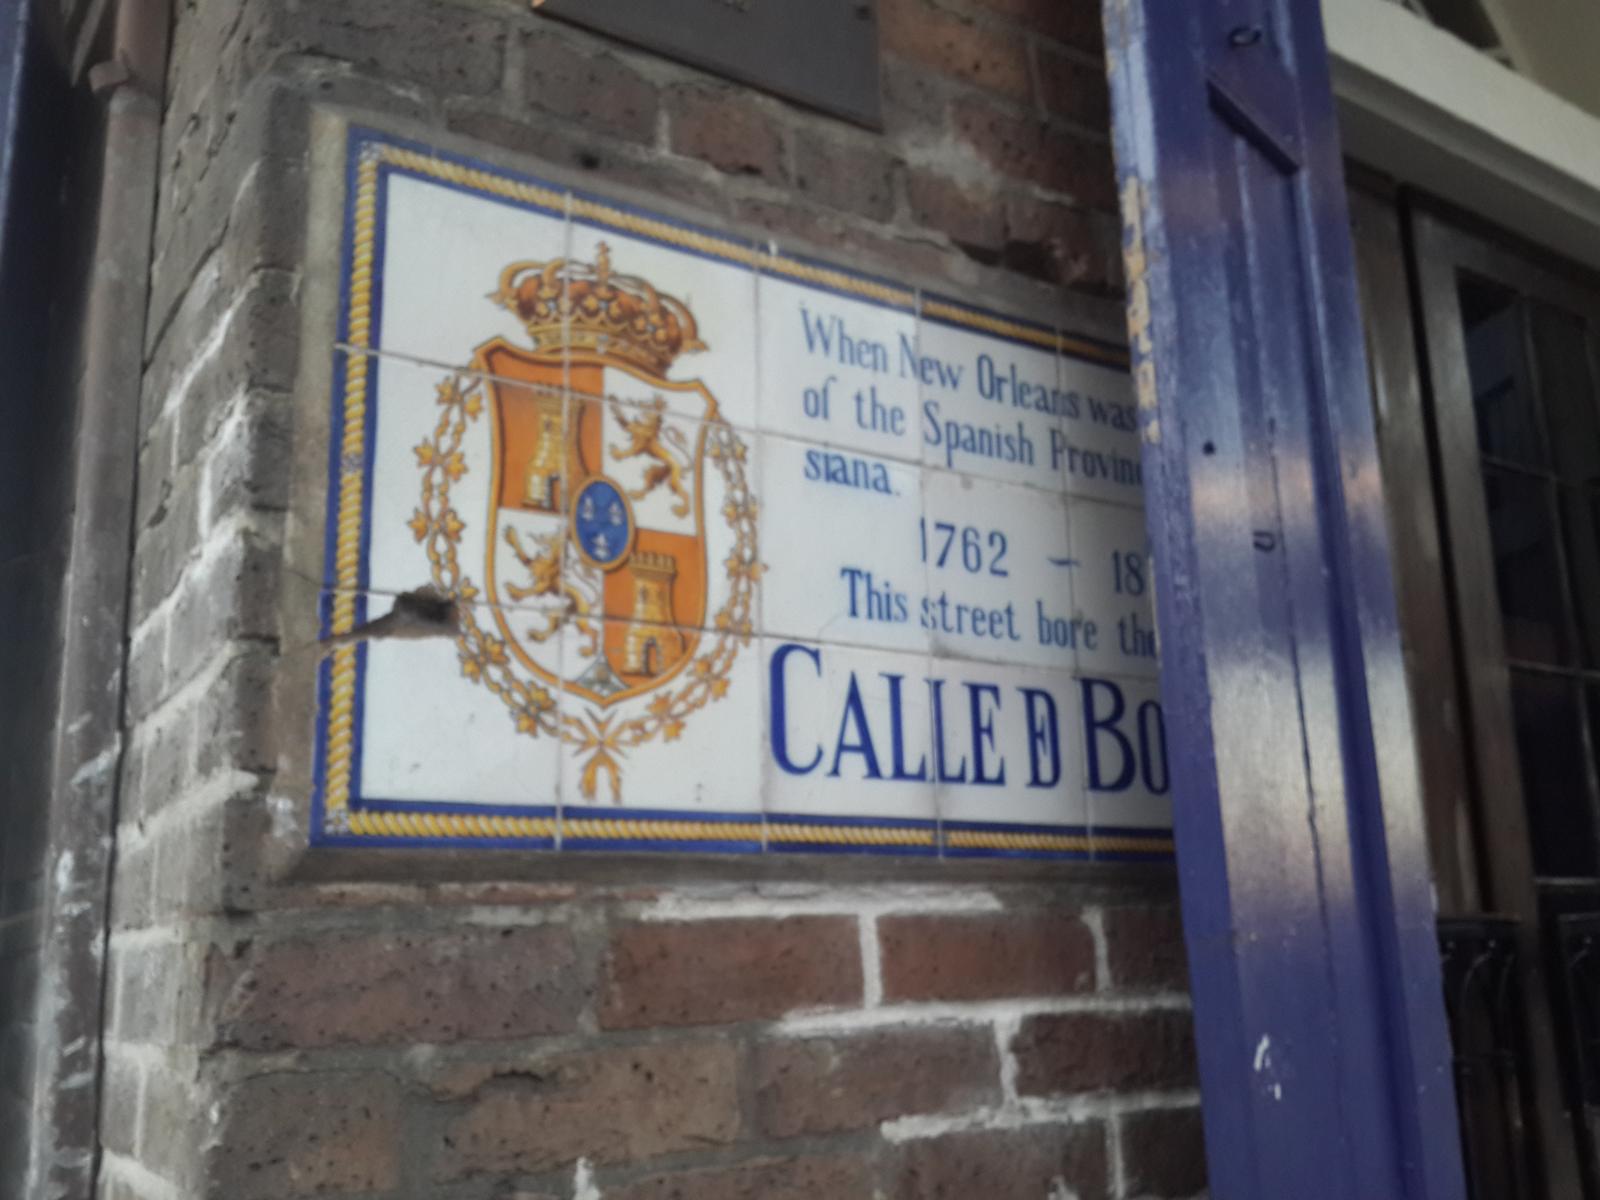 When New Orleans was
of the Spanish Provinc
siana.
1762 – 18
This street bore the
CALLE D BO